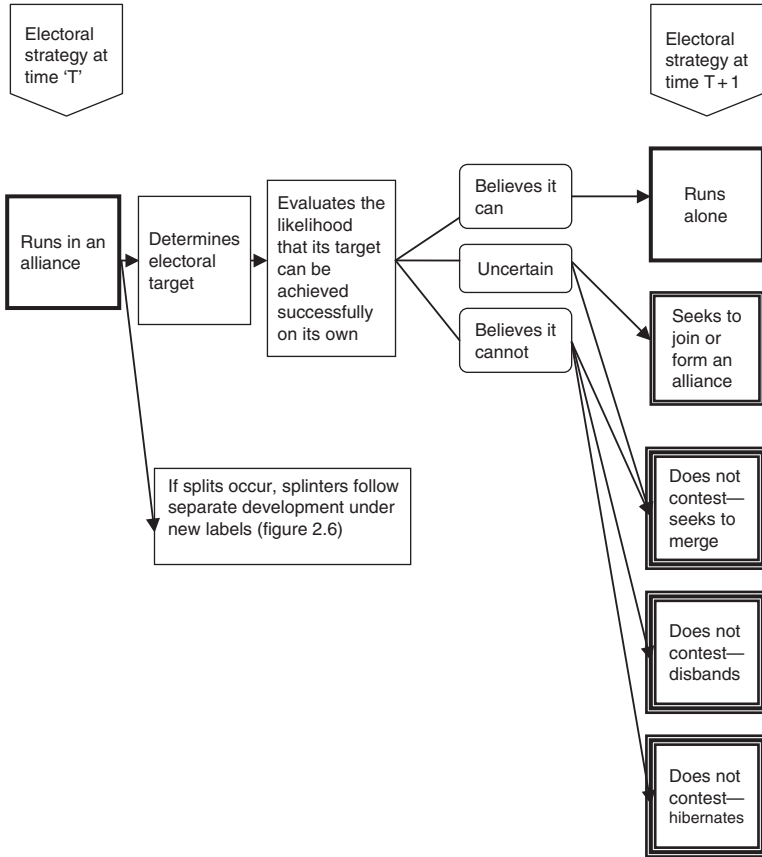 Electoral
strategy at
time ‘T’
Electoral
strategy at
time T+1
Runs in an
alliance
Determines
electoral
target
Evaluates the
likelihood
that its target
can be
achieved
successfully
on its own
Believes it
can
Uncertain
Believes it
cannot
Runs
alone
Seeks to
join or
form an
alliance
Does not
contest—
seeks to
merge
Does not
contest—
disbands
Does not
contest—
hibernates
If splits occur, splinters follow
separate development under
new labels (figure 2.6)